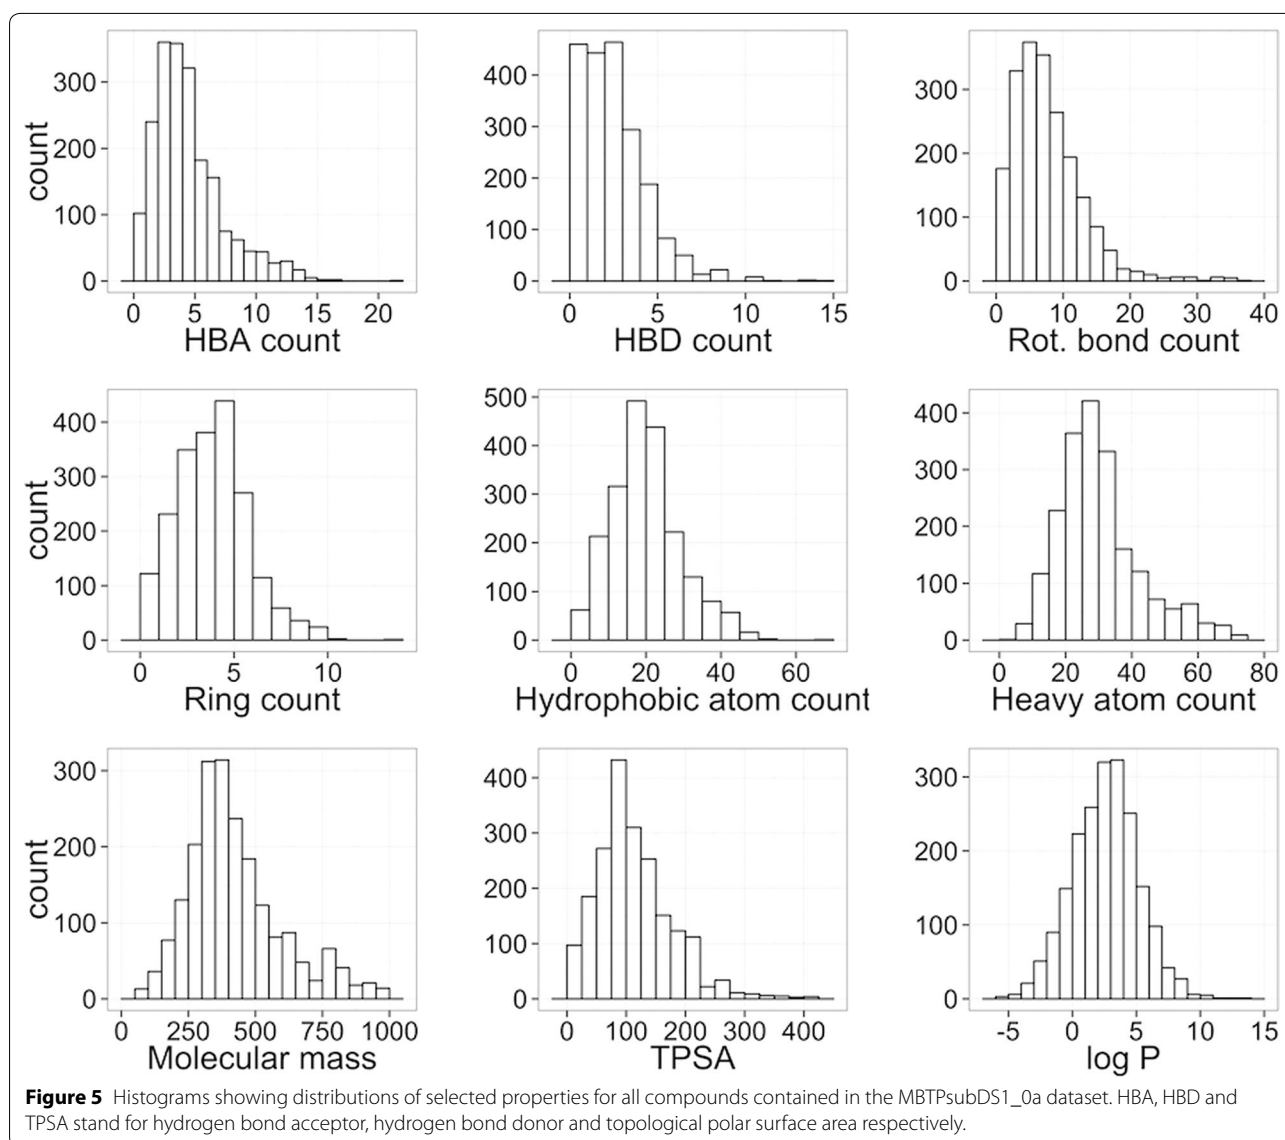 count
300
200
100
0
0 5 10 15 20
HBA count
400
300
200
100
0
0 5 10 15
HBD count
300
200
100
0
0 10 20 30 40
Rot. bond count
count
400
300
200
100
0
0 5 10
Ring count
500
400
300
200
100
0
0 20 40 60
Hydrophobic atom count
400
300
200
100
0
0 20 40 60 80
Heavy atom count
count
300
200
100
0
0 250 500 750 1000
Molecular mass
400
300
200
100
0
0 100 200 300 400
TPSA
300
200
100
0
-5 0 5 10 15
log P
Figure 5 Histograms showing distributions of selected properties for all compounds contained in the MBTPsubDS1_0a dataset. HBA, HBD and
TPSA stand for hydrogen bond acceptor, hydrogen bond donor and topological polar surface area respectively.